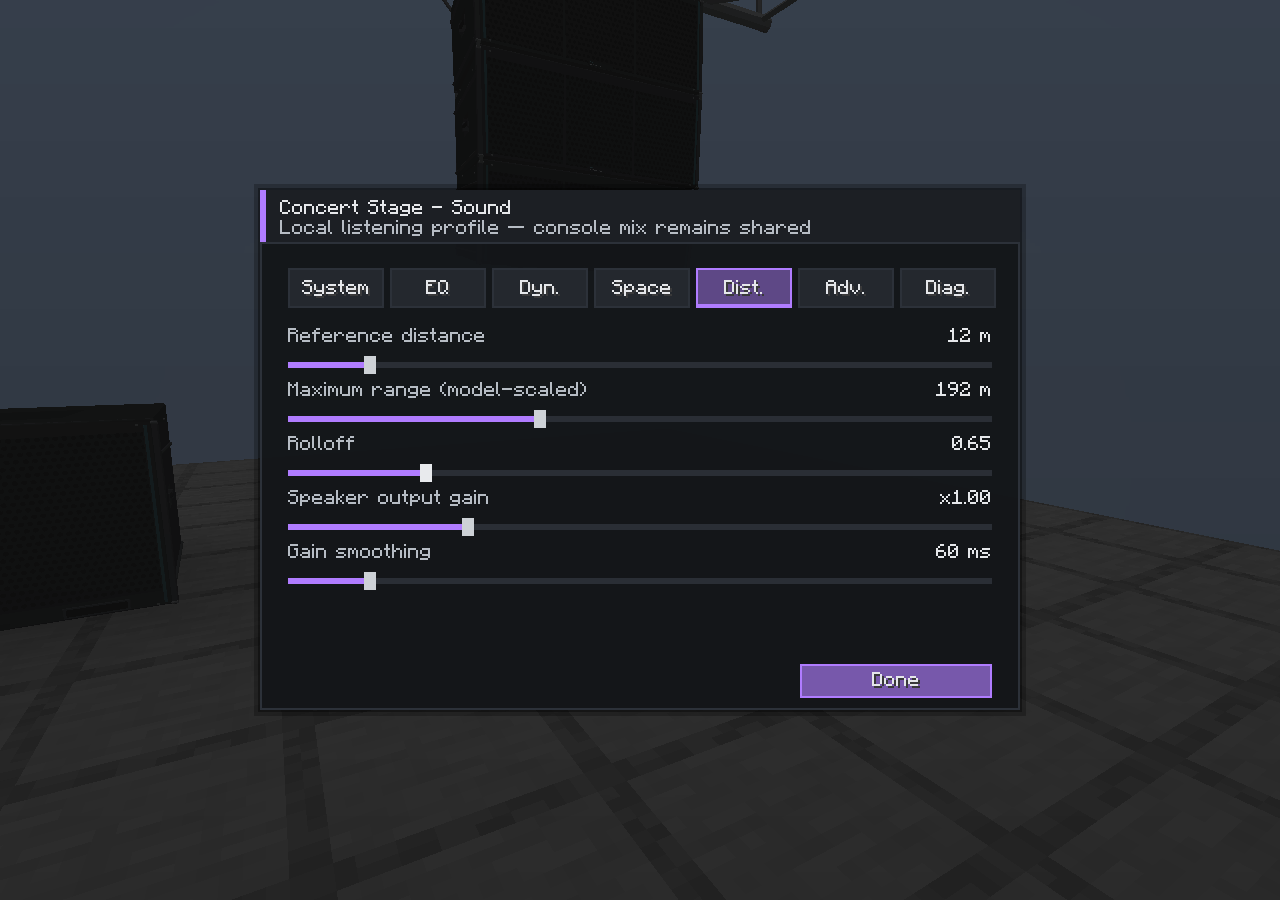 Concert Stage – Sound
Local listening profile — console mix remains shared
System EQ Dyn. Space Dist. Adv. Diag.
Reference distance 12 m
Maximum range (model-scaled) 192 m
Rolloff 0.65
Speaker output gain x1.00
Gain smoothing 60 ms
Done